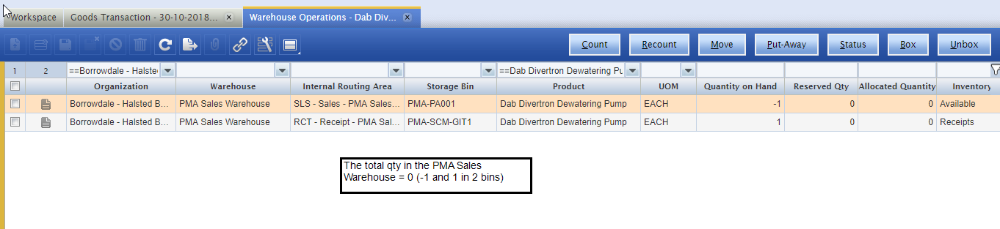 Workspace Goods Transaction - 30-10-2018... x Warehouse Operations - Dab Div... x
Count Recount Move Put-Away Status Box Unbox
1 2 ==Borrowdale - Halste ==Dab Divertron Dewatering Pu
Organization Warehouse Internal Routing Area Storage Bin Product UOM Quantity on Hand Reserved Qty Allocated Quantity Inventory
Borrowdale - Halsted B... PMA Sales Warehouse SLS - Sales - PMA Sales... PMA-PA001 Dab Divertron Dewatering Pump EACH -1 0 0 Available
Borrowdale - Halsted B... PMA Sales Warehouse RCT - Receipt - PMA Sal... PMA-SCM-GIT1 Dab Divertron Dewatering Pump EACH 1 0 0 Receipts
The total qty in the PMA Sales
Warehouse = 0 (-1 and 1 in 2 bins)